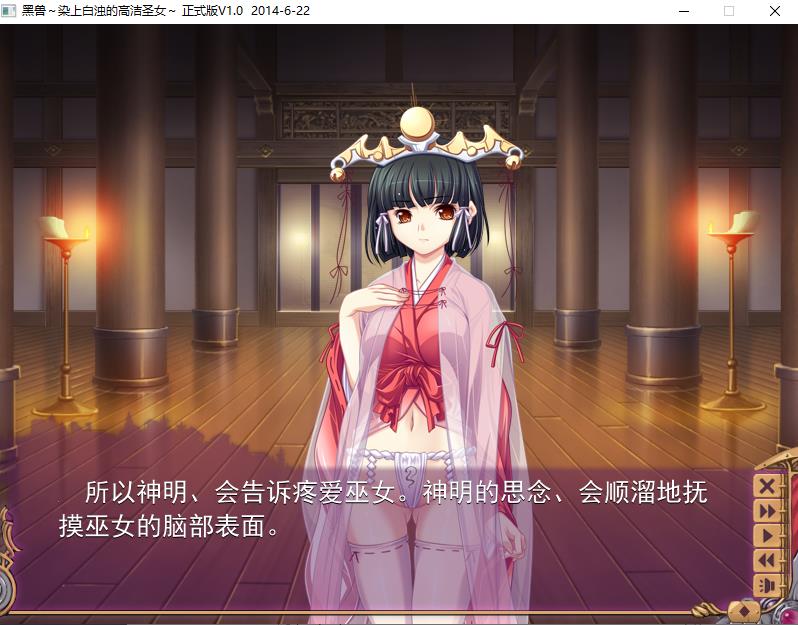 黑兽～染上白浊的高洁圣女～ 正式版V1.0 2014-6-22
所以神明、会告诉疼爱巫女。神明的思念、会顺溜地抚
摸巫女的脑部表面。